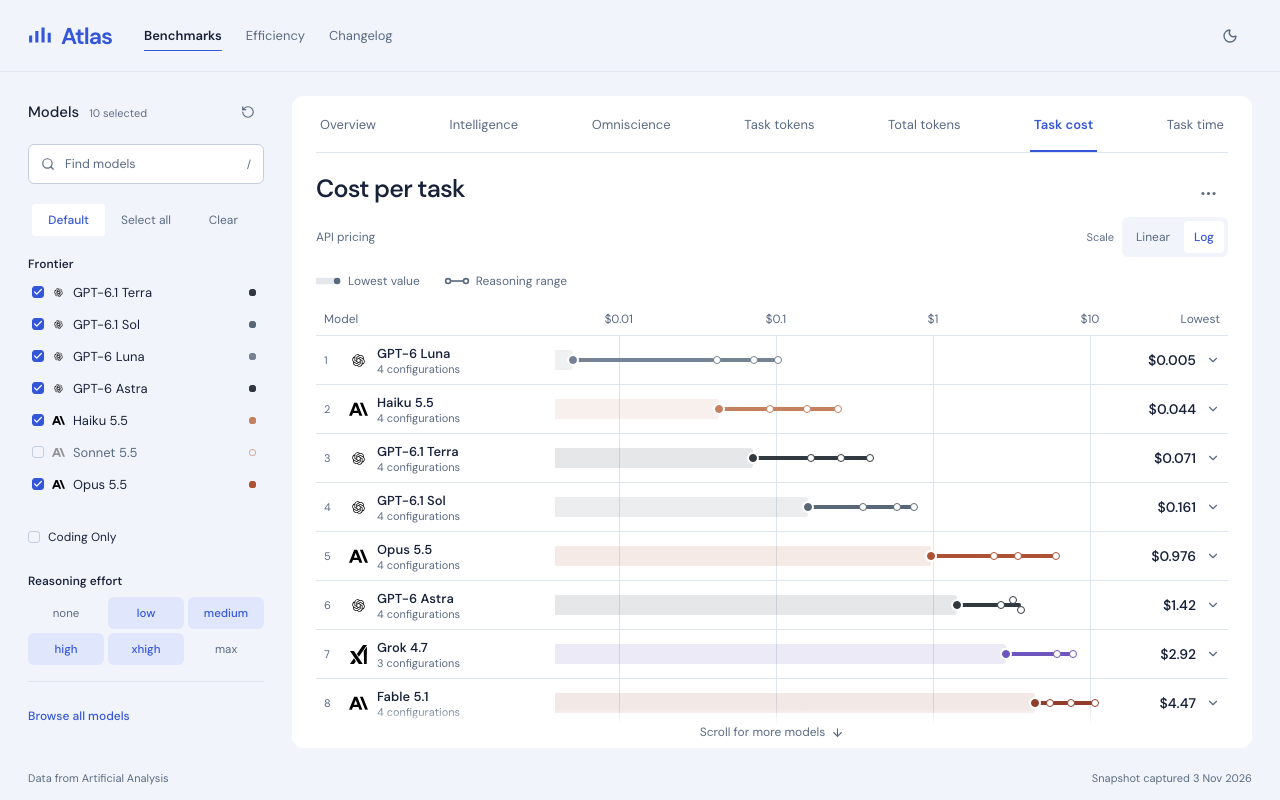 Atlas
Benchmarks Efficiency Changelog
Models 10 selected
Find models /
Default Select all Clear
Frontier
GPT-6.1 Terra
GPT-6.1 Sol
GPT-6 Luna
GPT-6 Astra
Haiku 5.5
Sonnet 5.5
Opus 5.5
Coding Only
Reasoning effort
none low medium
high xhigh max
Browse all models
Overview Intelligence Omniscience Task tokens Total tokens Task cost Task time
Cost per task
API pricing Scale Linear Log
Lowest value Reasoning range
Model $0.01 $0.1 $1 $10 Lowest
1 GPT-6 Luna $0.005
4 configurations
2 Haiku 5.5 $0.044
4 configurations
3 GPT-6.1 Terra $0.071
4 configurations
4 GPT-6.1 Sol $0.161
4 configurations
5 Opus 5.5 $0.976
4 configurations
6 GPT-6 Astra $1.42
4 configurations
7 Grok 4.7 $2.92
3 configurations
8 Fable 5.1 $4.47
4 configurations
Scroll for more models
Data from Artificial Analysis Snapshot captured 3 Nov 2026